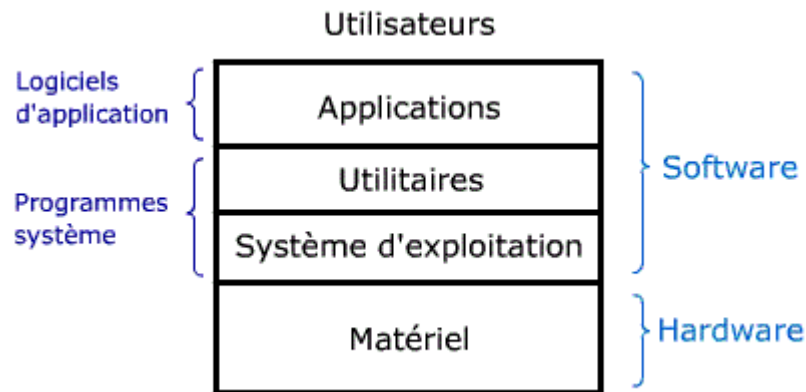 Utilisateurs
Logiciels
d'application
Applications
Utilitaires
Software
Programmes
système
Système d'exploitation
Matériel
Hardware